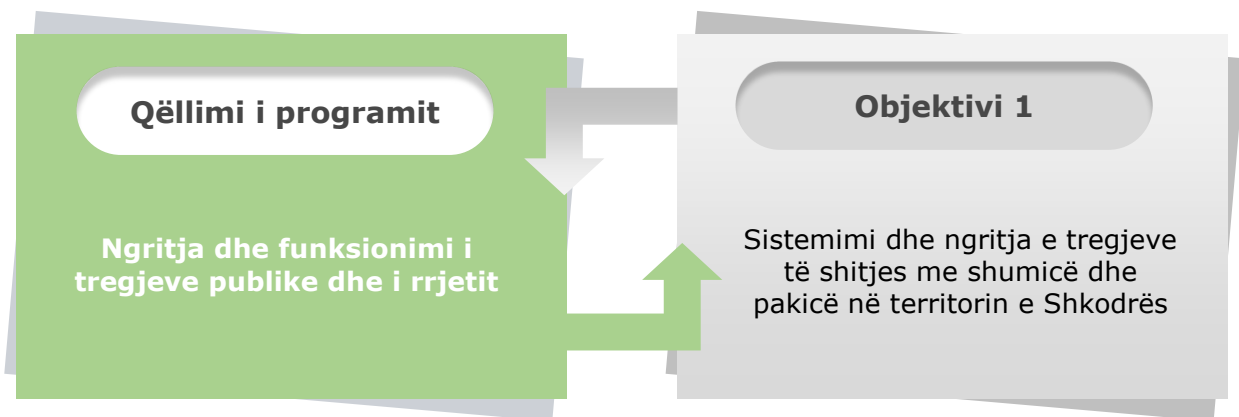 Qëllimi i programit
Ngritja dhe funksionimi i
tregjeve publike dhe i rrjetit
Objektivi 1
Sistemimi dhe ngritja e tregjeve
të shitjes me shumicë dhe
pakicë në territorin e Shkodrës